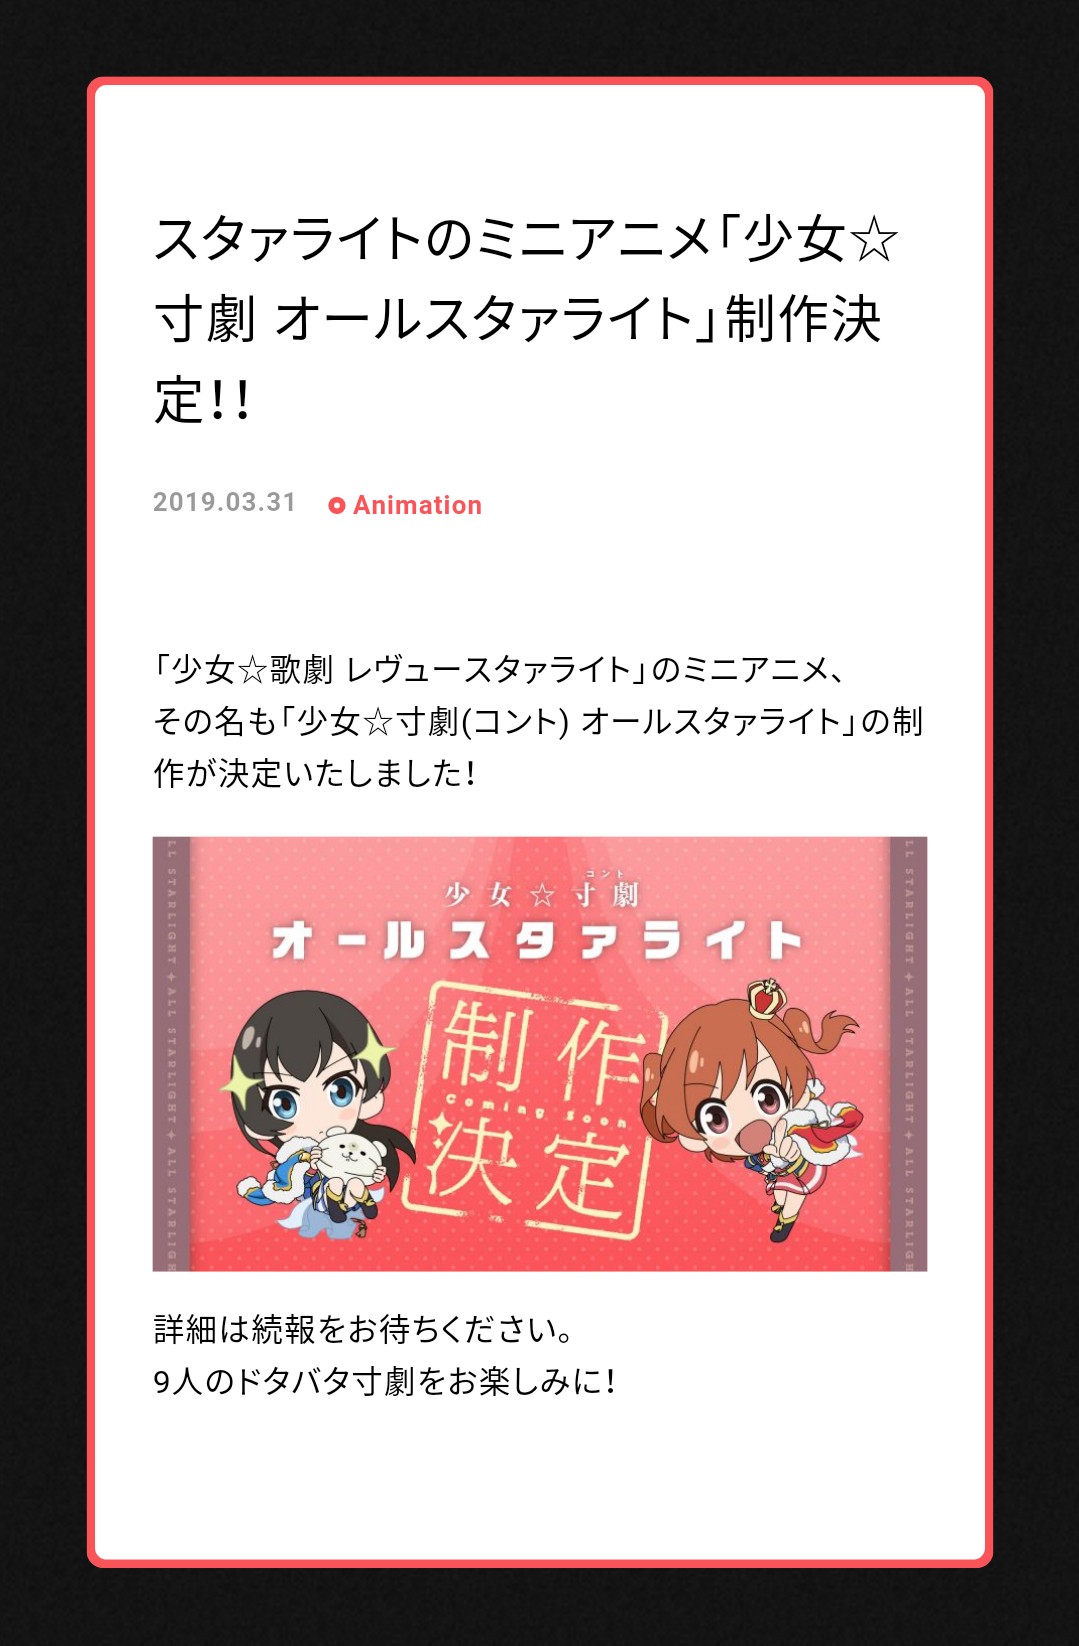 スタァライトのミニアニメ「少女☆
寸劇 オールスタァライト」制作決
定！！
2019.03.31 Animation
「少女☆歌劇 レヴュースタァライト」のミニアニメ、
その名も「少女☆寸劇(コント) オールスタァライト」の制
作が決定いたしました！
コント
少女☆寸劇
オールスタァライト
制作
coming soon
決定
LL STARLIGHT ✦ ALL STARLIGHT ✦ ALL STARLIGH
LL STARLIGHT ✦ ALL STARLIGHT ✦ ALL STARLIGH
詳細は続報をお待ちください。
9人のドタバタ寸劇をお楽しみに！